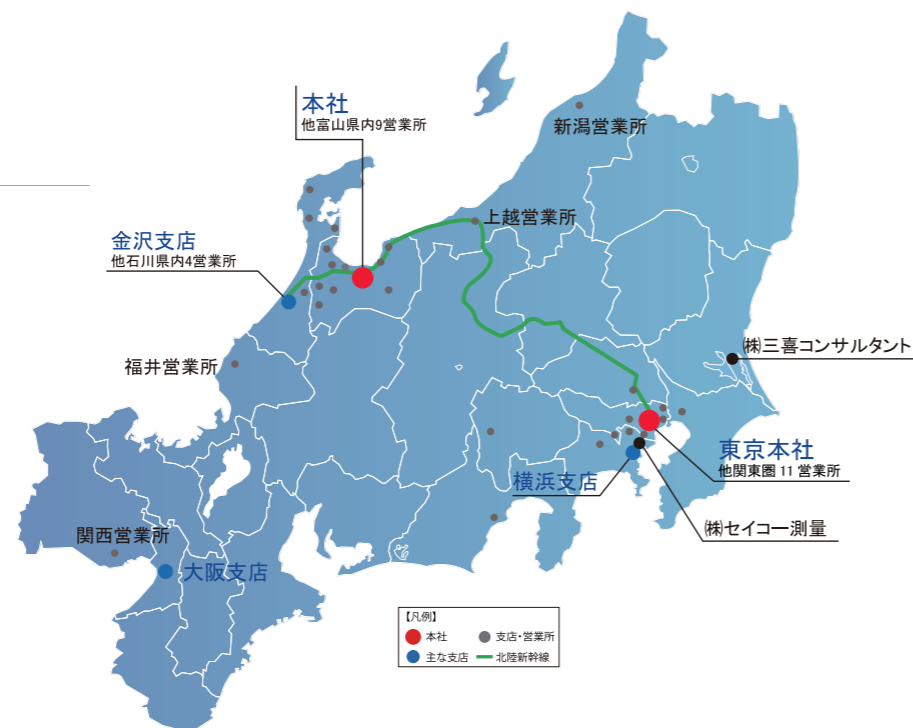 本社
他富山県内9営業所
新潟営業所
上越営業所
金沢支店
他石川県内4営業所
福井営業所
㈱三喜コンサルタント
東京本社
他関東圏 11 営業所
横浜支店
㈱セイコー測量
関西営業所
大阪支店
【凡例】
本社
支店・営業所
主な支店
北陸新幹線